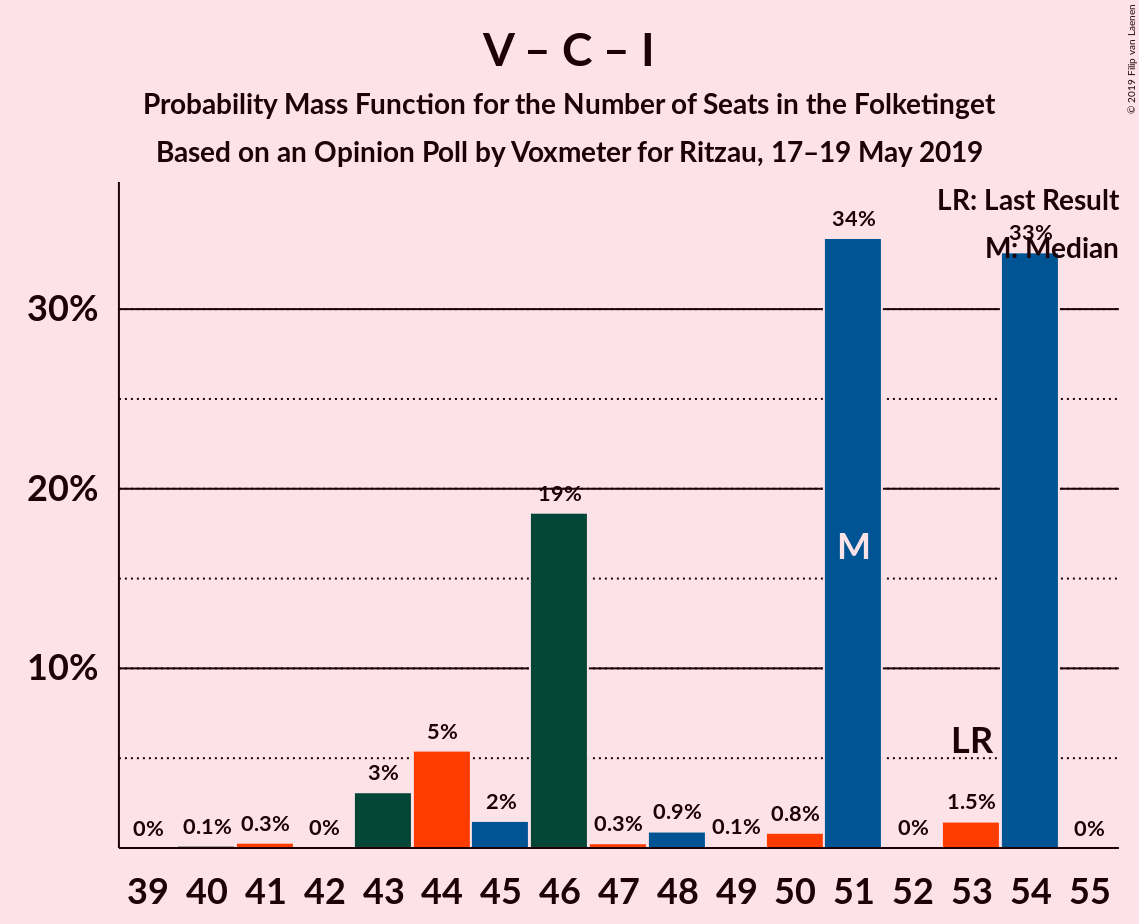 V – C – I
Probability Mass Function for the Number of Seats in the Folketinget
Based on an Opinion Poll by Voxmeter for Ritzau, 17–19 May 2019
© 2019 Filip van Laenen
LR: Last Result
M: Median
30%
20%
10%
0%
0.1%
0.3%
0%
3%
5%
2%
19%
0.3%
0.9%
0.1%
0.8%
34%
0%
1.5%
33%
0%
M
LR
39 40 41 42 43 44 45 46 47 48 49 50 51 52 53 54 55